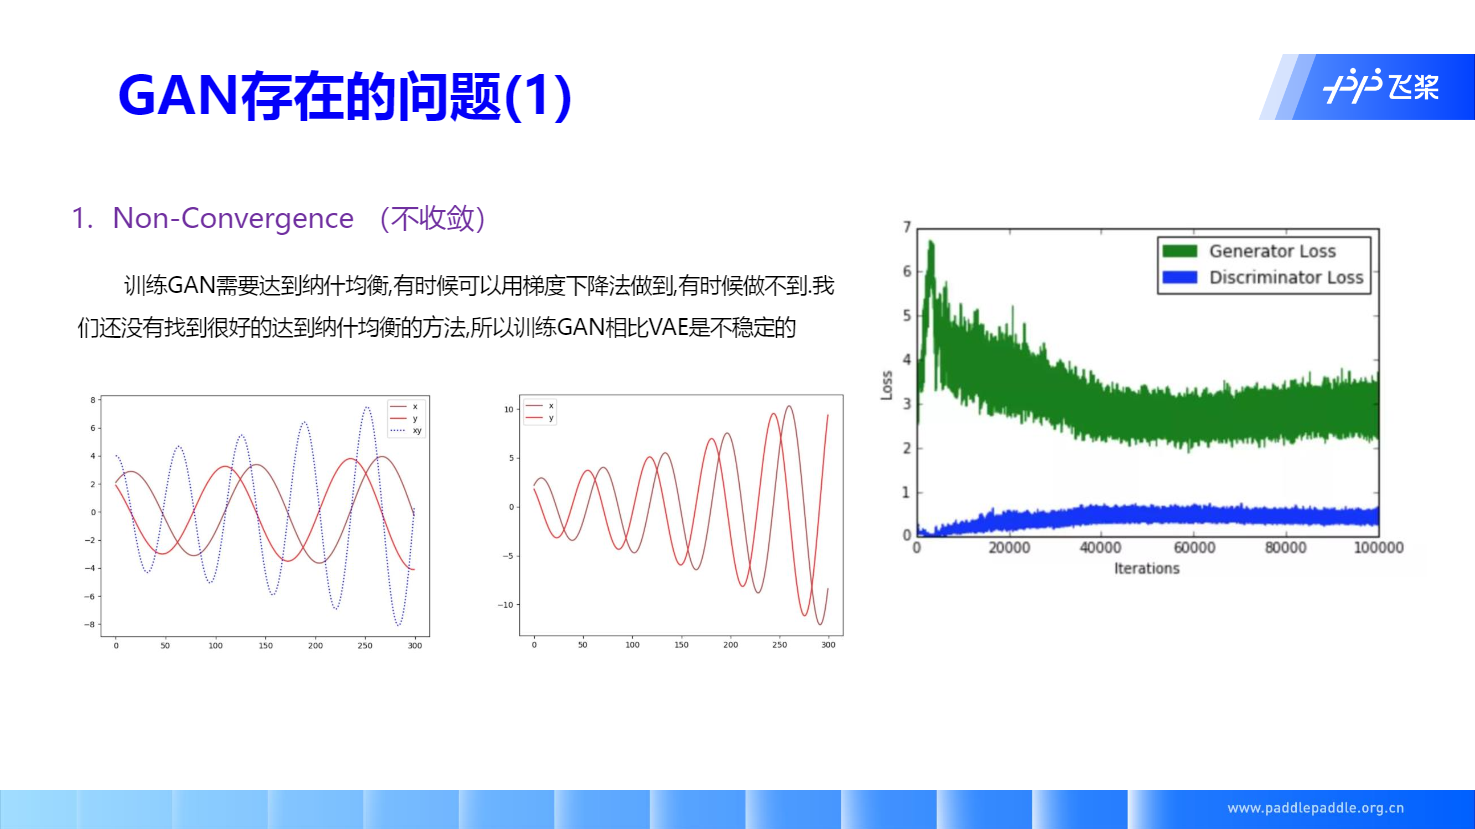 GAN存在的问题(1)
飞桨
1. Non-Convergence （不收敛）
训练GAN需要达到纳什均衡,有时候可以用梯度下降法做到,有时候做不到.我
们还没有找到很好的达到纳什均衡的方法,所以训练GAN相比VAE是不稳定的
8
6
4
2
0
−2
−4
−6
−8
0 50 100 150 200 250 300
x
y
xy
10
5
0
−5
−10
0 50 100 150 200 250 300
x
y
7
6
5
4
3
2
1
0
Loss
Generator Loss
Discriminator Loss
0 20000 40000 60000 80000 100000
Iterations
www.paddlepaddle.org.cn